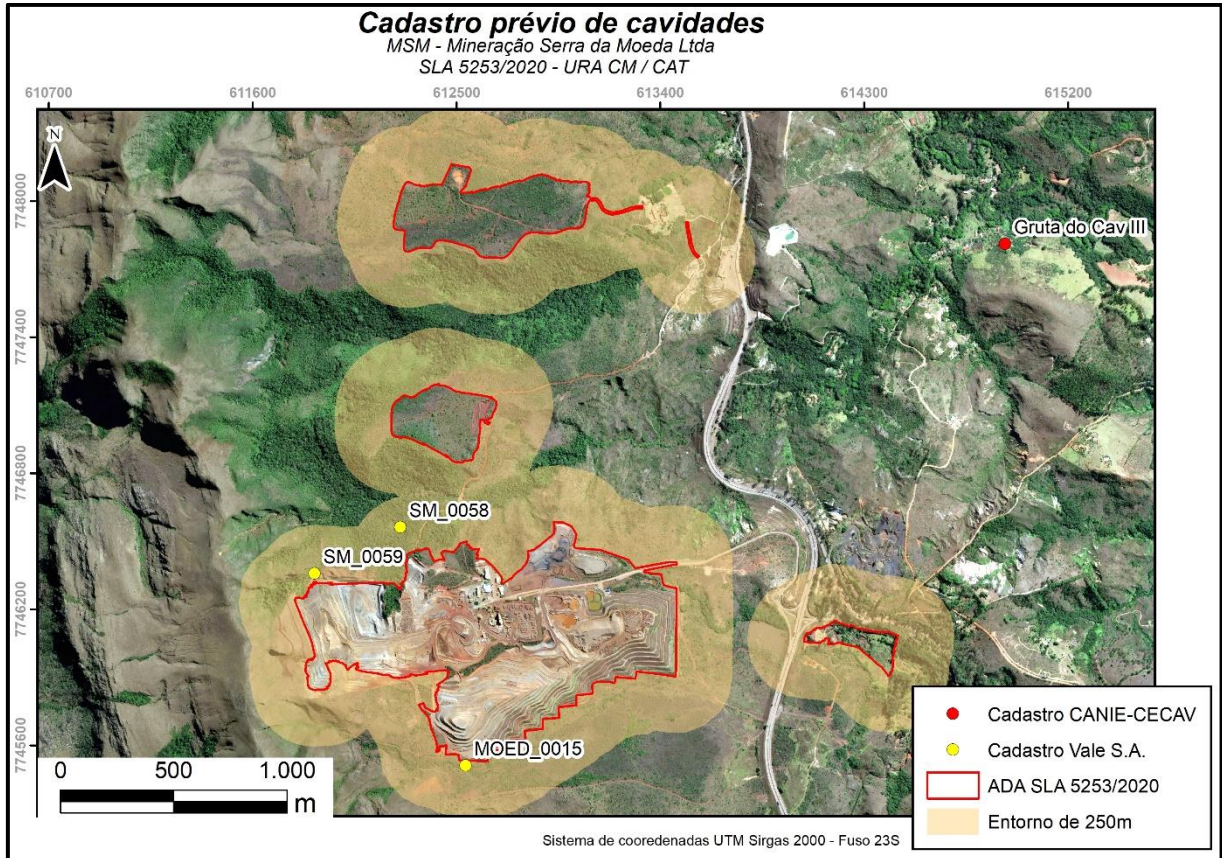 Cadastro prévio de cavidades
MSM - Mineração Serra da Moeda Ltda
SLA 5253/2020 - URA CM / CAT
610700 611600 612500 613400 614300 615200
N
7748000
Gruta do Cav III
7747400
7746800
SM_0058
SM_0059
7746200
7745600
MOED_0015
0 500 1.000
m
Cadastro CANIE-CECAV
Cadastro Vale S.A.
ADA SLA 5253/2020
Entorno de 250m
Sistema de cooredenadas UTM Sirgas 2000 - Fuso 23S